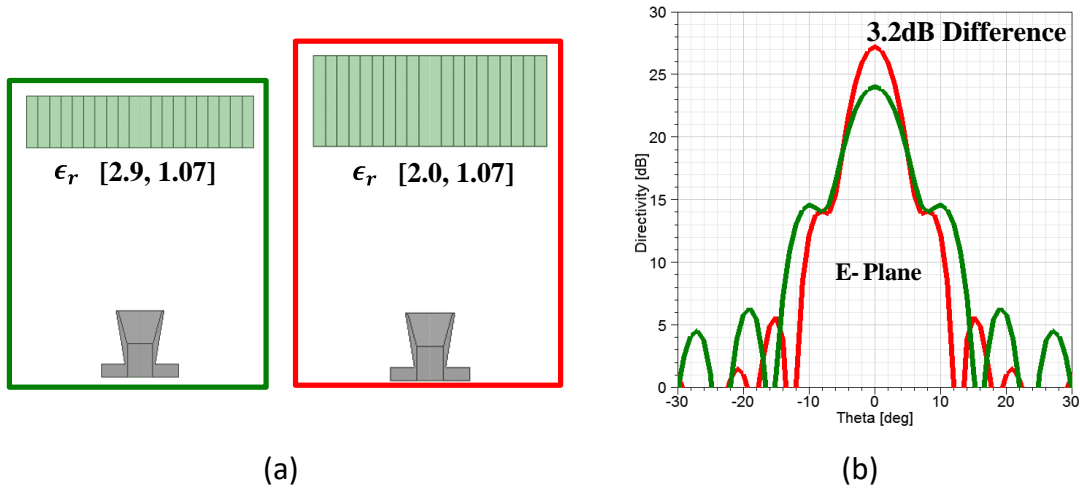 ϵr [2.9, 1.07]
ϵr [2.0, 1.07]
(a)
30
25
20
15
10
5
0
Directivity [dB]
3.2dB Difference
E- Plane
-30
-20
-10
0
10
20
30
Theta [deg]
(b)